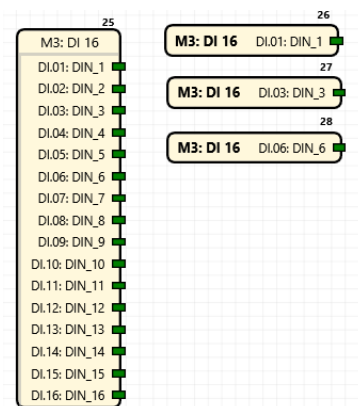 25
M3: DI 16
DI.01: DIN_1
DI.02: DIN_2
DI.03: DIN_3
DI.04: DIN_4
DI.05: DIN_5
DI.06: DIN_6
DI.07: DIN_7
DI.08: DIN_8
DI.09: DIN_9
DI.10: DIN_10
DI.11: DIN_11
DI.12: DIN_12
DI.13: DIN_13
DI.14: DIN_14
DI.15: DIN_15
DI.16: DIN_16
26
M3: DI 16 DI.01: DIN_1
27
M3: DI 16 DI.03: DIN_3
28
M3: DI 16 DI.06: DIN_6